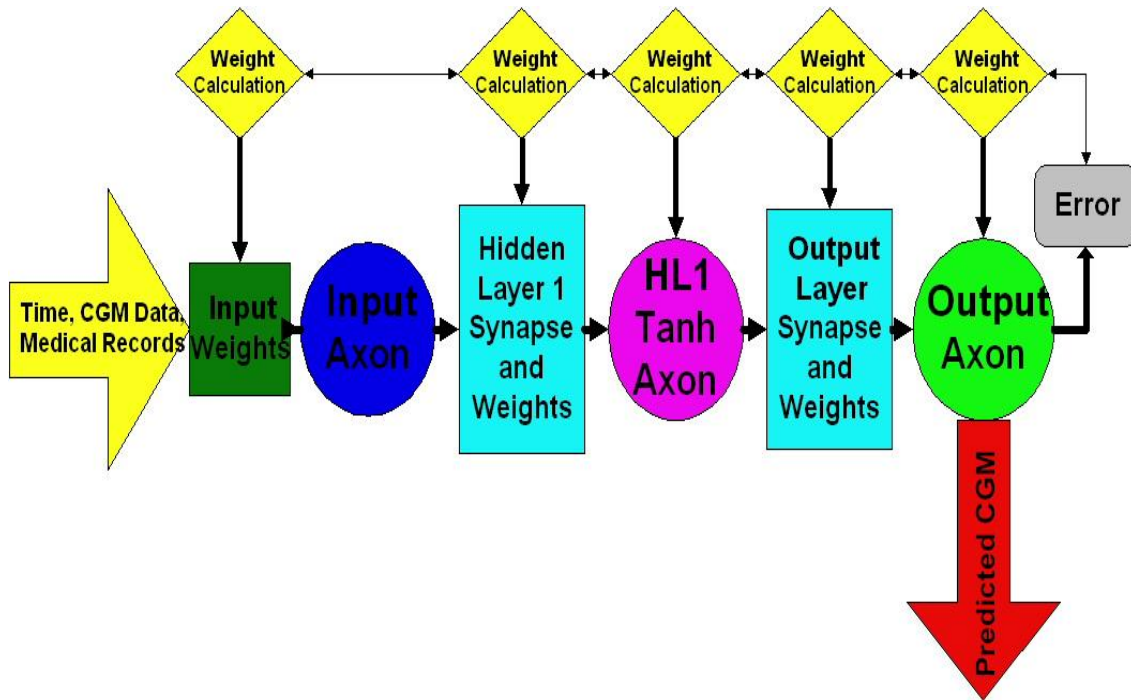 Weight
Calculation
Weight
Calculation
Weight
Calculation
Weight
Calculation
Weight
Calculation
Error
Time, CGM Data,
Medical Records
Input
Weights
Input
Axon
Hidden
Layer 1
Synapse
and
Weights
HL1
Tanh
Axon
Output
Layer
Synapse
and
Weights
Output
Axon
Predicted CGM